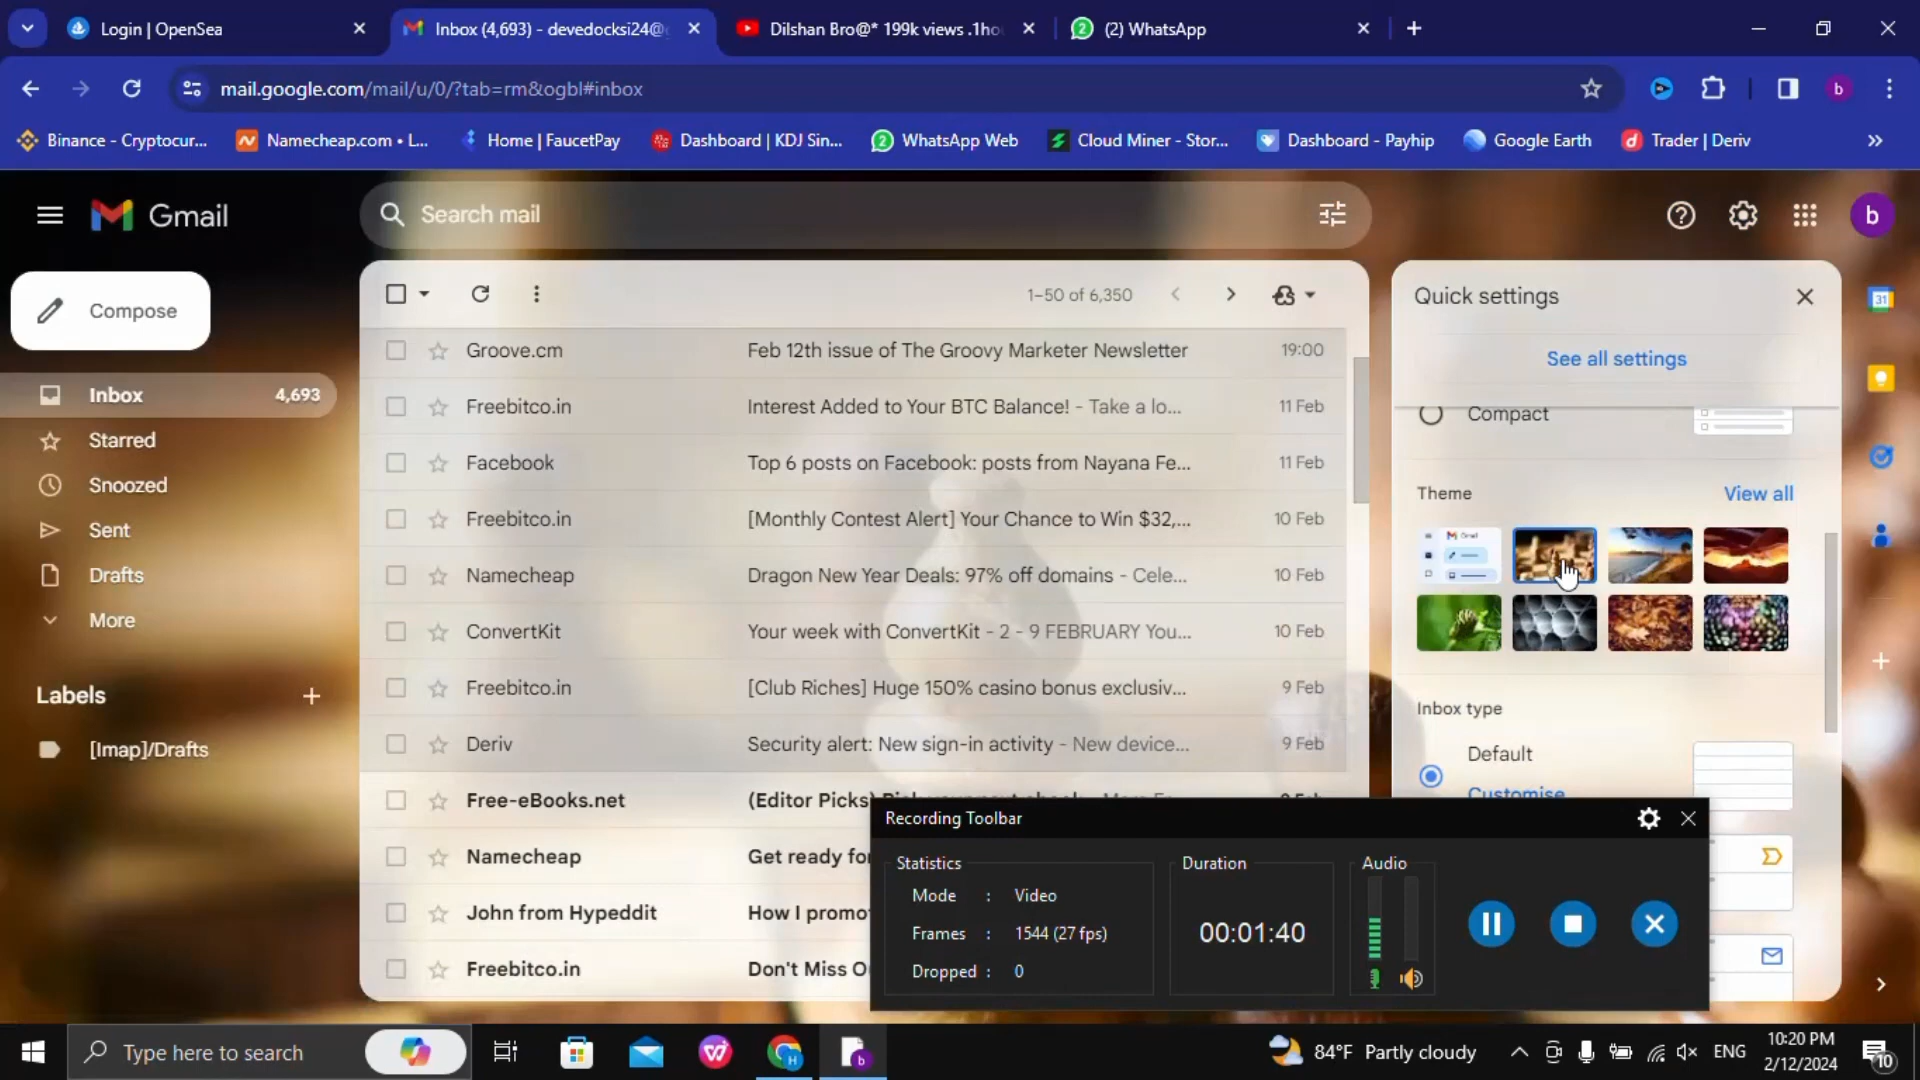 Login | OpenSea
Inbox (4,693) - devedocksi24@
Dilshan Bro@* 199k views .1ho
(2) WhatsApp
mail.google.com/mail/u/0/?tab=rm&ogbl#inbox
Binance - Cryptocur...
Namecheap.com • L...
Home | FaucetPay
Dashboard | KDJ Sin...
WhatsApp Web
Cloud Miner - Stor...
Dashboard - Payhip
Google Earth
Trader | Deriv
Gmail
Search mail
b
Compose
1–50 of 6,350
Quick settings
See all settings
Inbox 4,693
Starred
Snoozed
Sent
Drafts
More
Labels
[Imap]/Drafts
Groove.cm Feb 12th issue of The Groovy Marketer Newsletter 19:00
Freebitco.in Interest Added to Your BTC Balance! - Take a lo... 11 Feb
Facebook Top 6 posts on Facebook: posts from Nayana Fe... 11 Feb
Freebitco.in [Monthly Contest Alert] Your Chance to Win $32,... 10 Feb
Namecheap Dragon New Year Deals: 97% off domains - Cele... 10 Feb
ConvertKit Your week with ConvertKit - 2 - 9 FEBRUARY You... 10 Feb
Freebitco.in [Club Riches] Huge 150% casino bonus exclusiv... 9 Feb
Deriv Security alert: New sign-in activity - New device... 9 Feb
Free-eBooks.net (Editor Picks)
Namecheap Get ready for
John from Hypeddit How I promo
Freebitco.in Don't Miss O
Compact
Theme View all
Inbox type
Default
Customise
Recording Toolbar
Statistics
Mode : Video
Frames : 1544 (27 fps)
Dropped : 0
Duration
00:01:40
Audio
Type here to search
84°F Partly cloudy
ENG
10:20 PM
2/12/2024
10